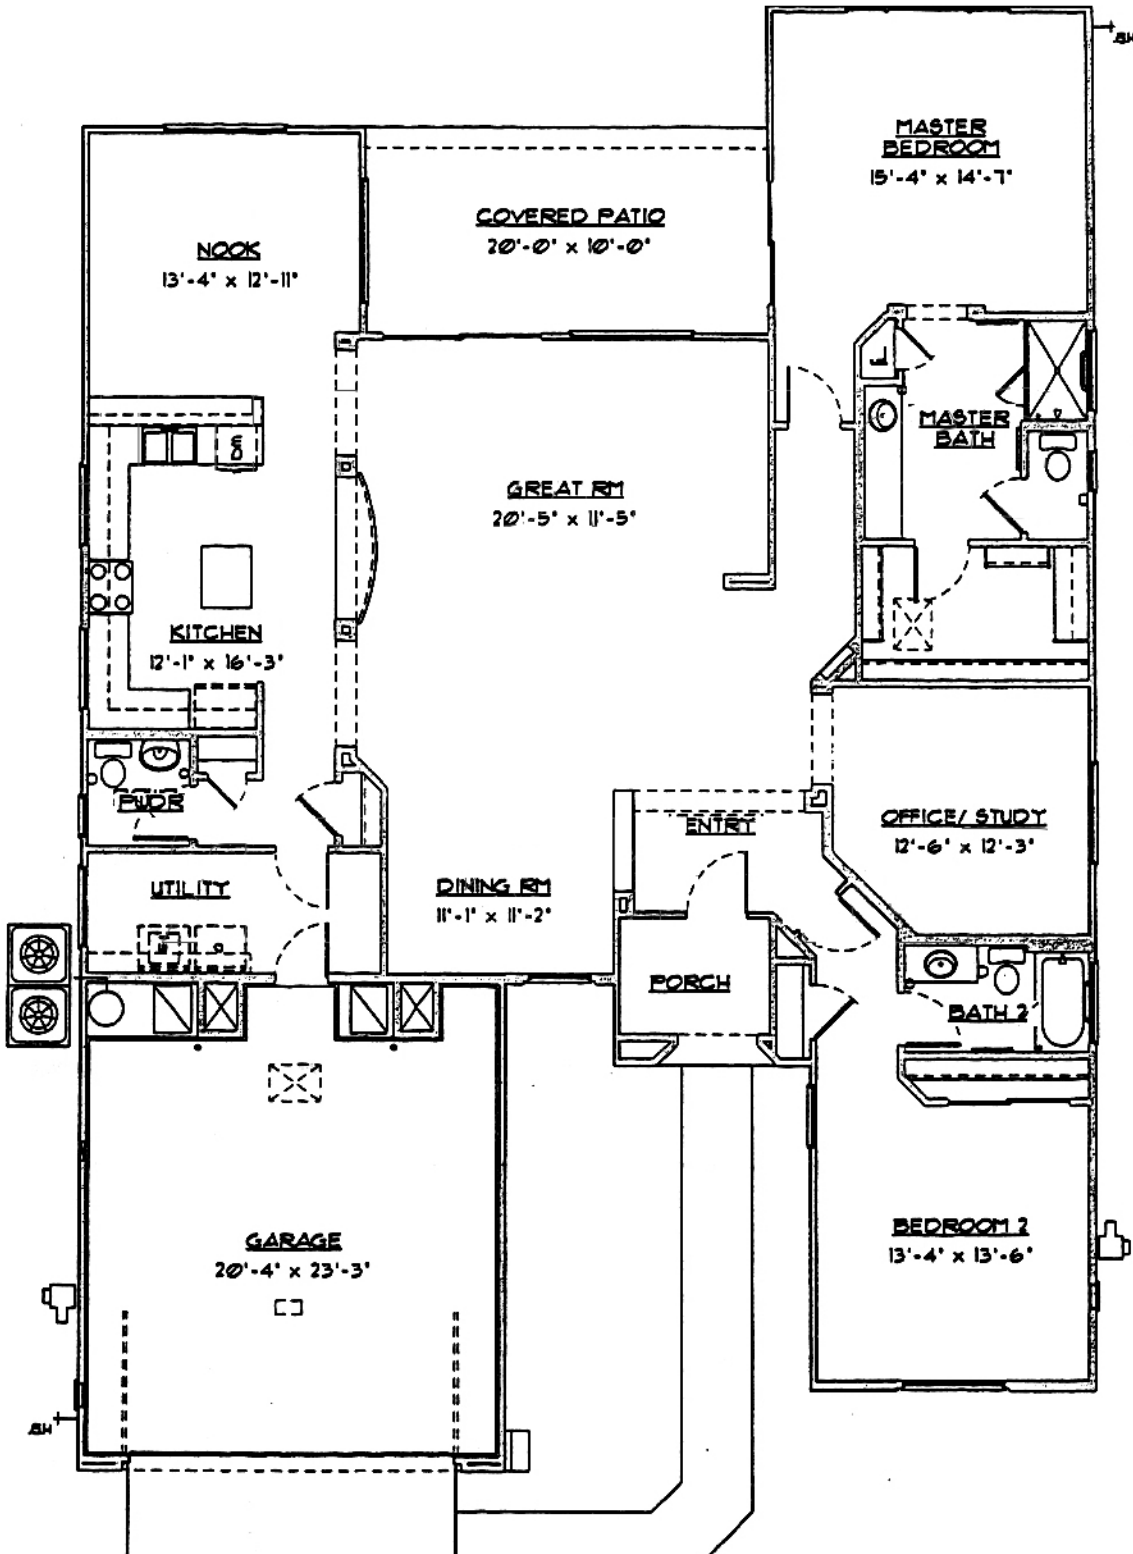 MASTER
BEDROOM
15'-4" x 14'-7"
COVERED PATIO
20'-0" x 10'-0"
NOOK
13'-4" x 12'-11"
MASTER
BATH
GREAT RM
20'-5" x 11'-5"
KITCHEN
12'-1" x 16'-3"
PWDR
ENTRY
OFFICE/ STUDY
12'-6" x 12'-3"
UTILITY
DINING RM
11'-1" x 11'-2"
PORCH
BATH 2
BEDROOM 2
13'-4" x 13'-6"
GARAGE
20'-4" x 23'-3"